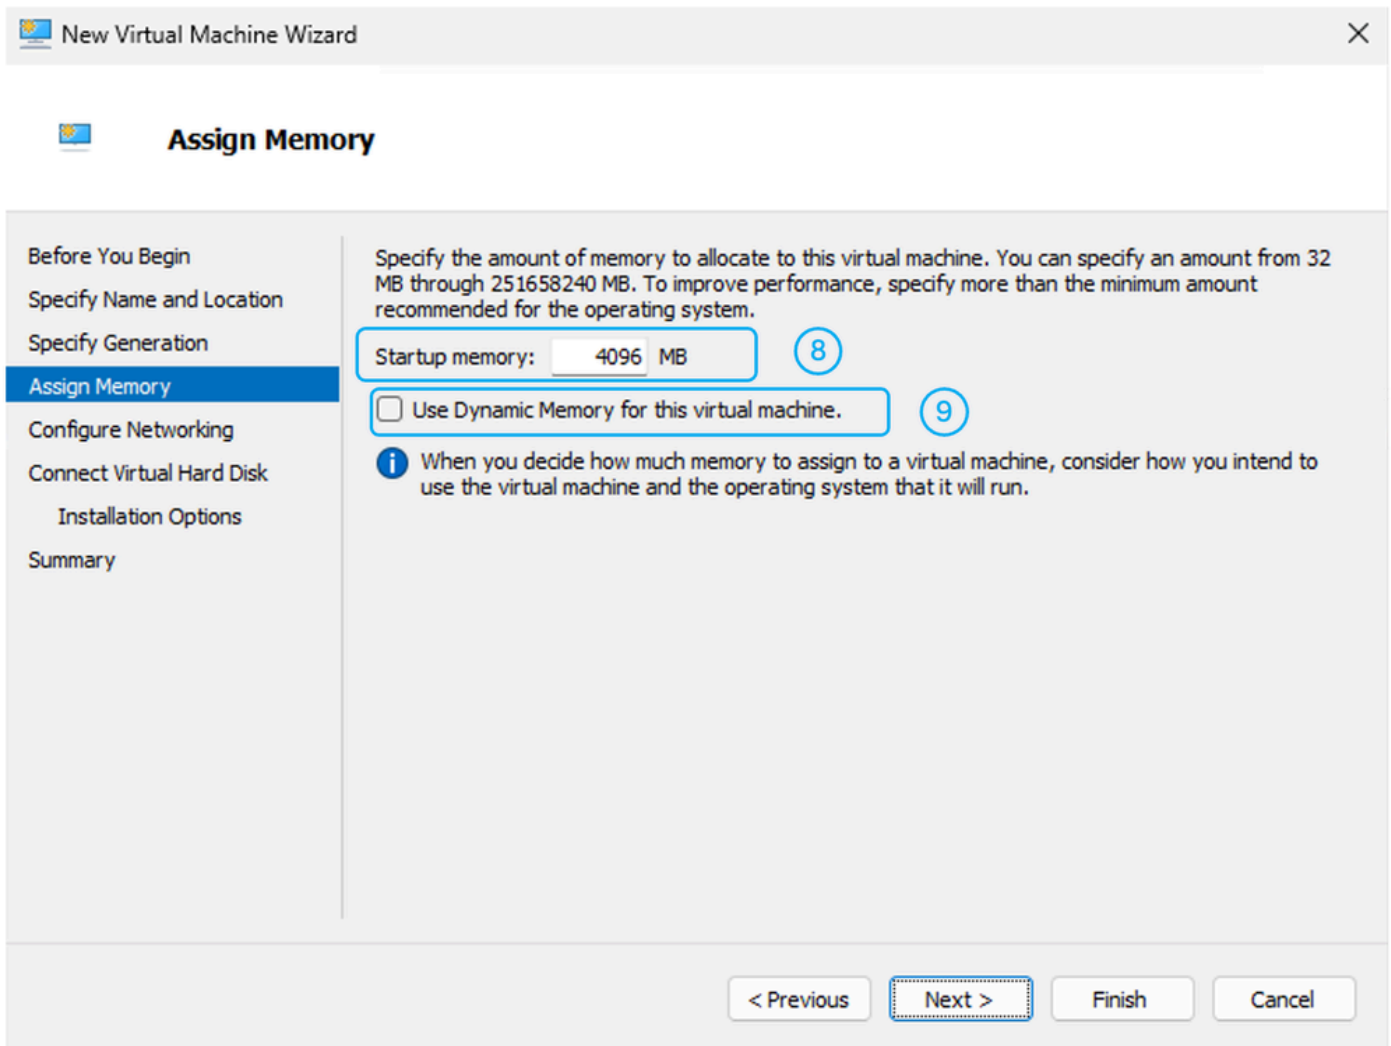 New Virtual Machine Wizard
Assign Memory
Before You Begin
Specify Name and Location
Specify Generation
Assign Memory
Configure Networking
Connect Virtual Hard Disk
Installation Options
Summary
Specify the amount of memory to allocate to this virtual machine. You can specify an amount from 32
MB through 251658240 MB. To improve performance, specify more than the minimum amount
recommended for the operating system.
Startup memory: 4096 MB 8
Use Dynamic Memory for this virtual machine. 9
When you decide how much memory to assign to a virtual machine, consider how you intend to
use the virtual machine and the operating system that it will run.
< Previous Next > Finish Cancel